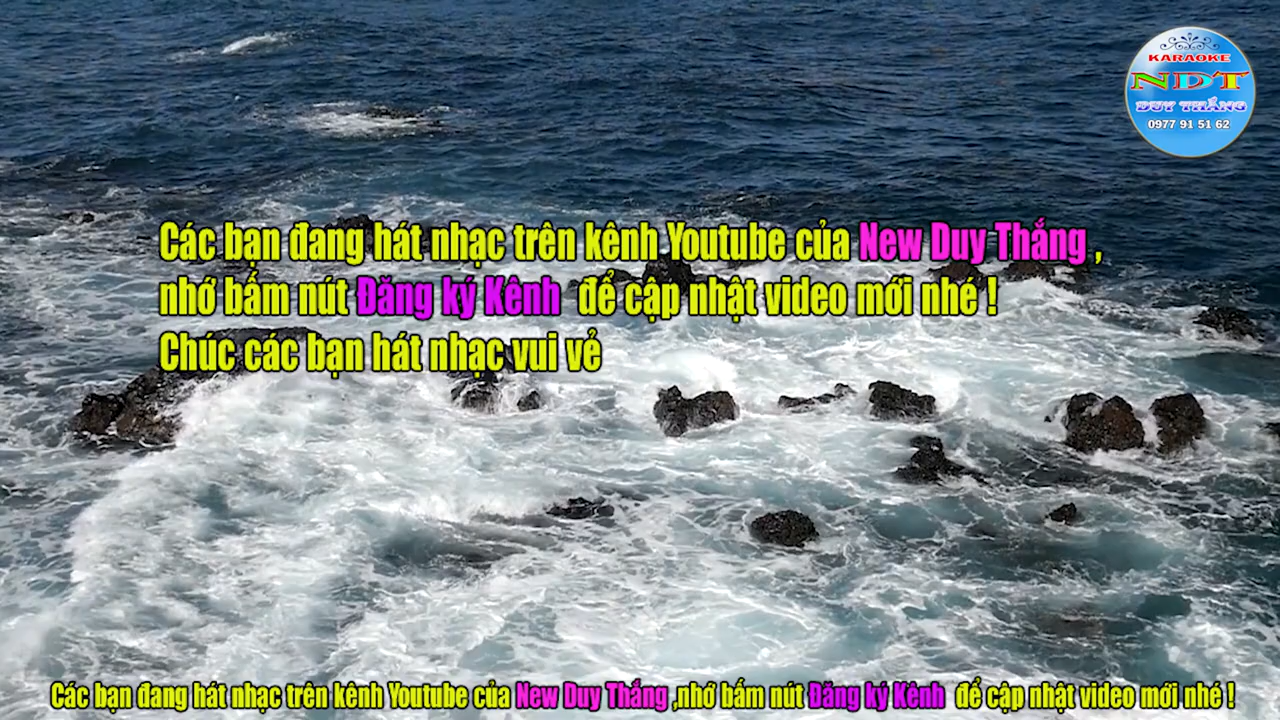 KARAOKE
NDT
DUY THẮNG
0977 91 51 62
Các bạn đang hát nhạc trên kênh Youtube của New Duy Thắng ,
nhớ bấm nút Đăng ký Kênh để cập nhật video mới nhé !
Chúc các bạn hát nhạc vui vẻ
Các bạn đang hát nhạc trên kênh Youtube của New Duy Thắng ,nhớ bấm nút Đăng ký Kênh để cập nhật video mới nhé !